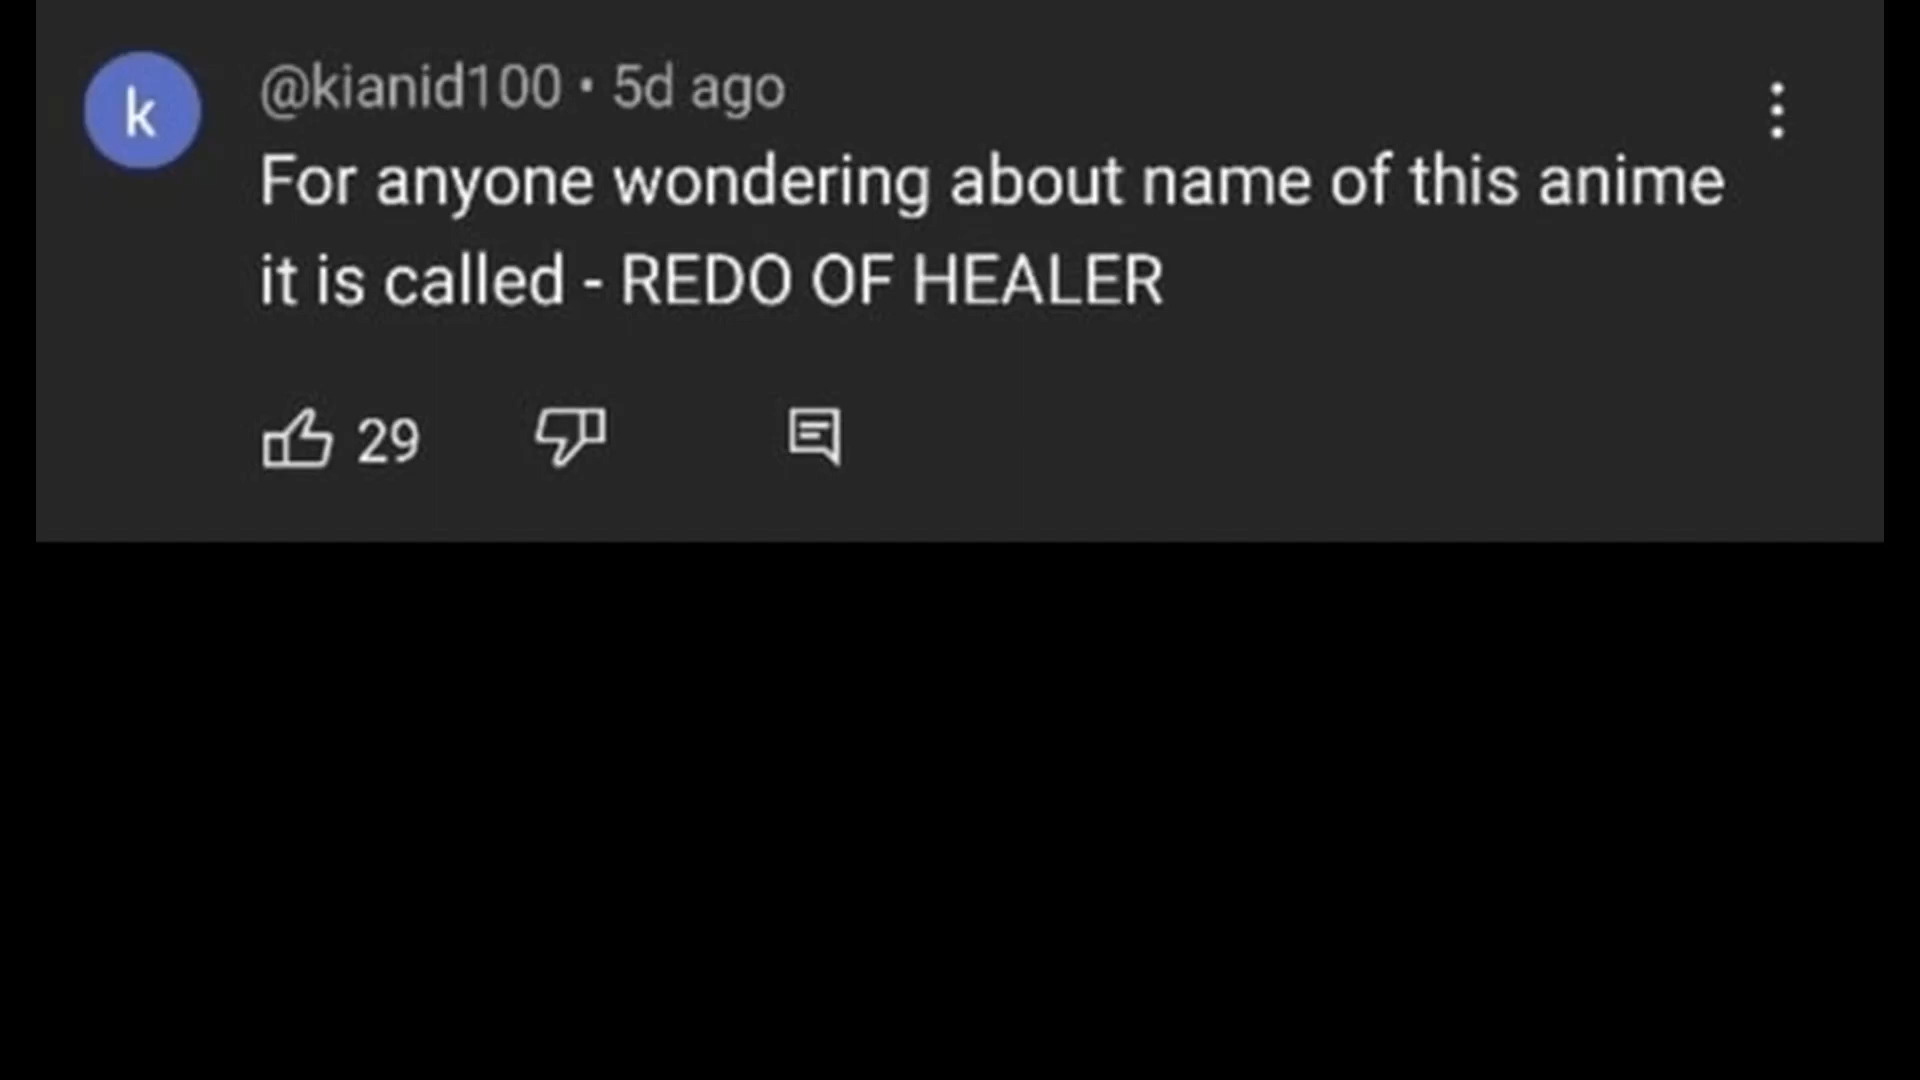 k
@kianid100 • 5d ago
For anyone wondering about name of this anime
it is called - REDO OF HEALER
29